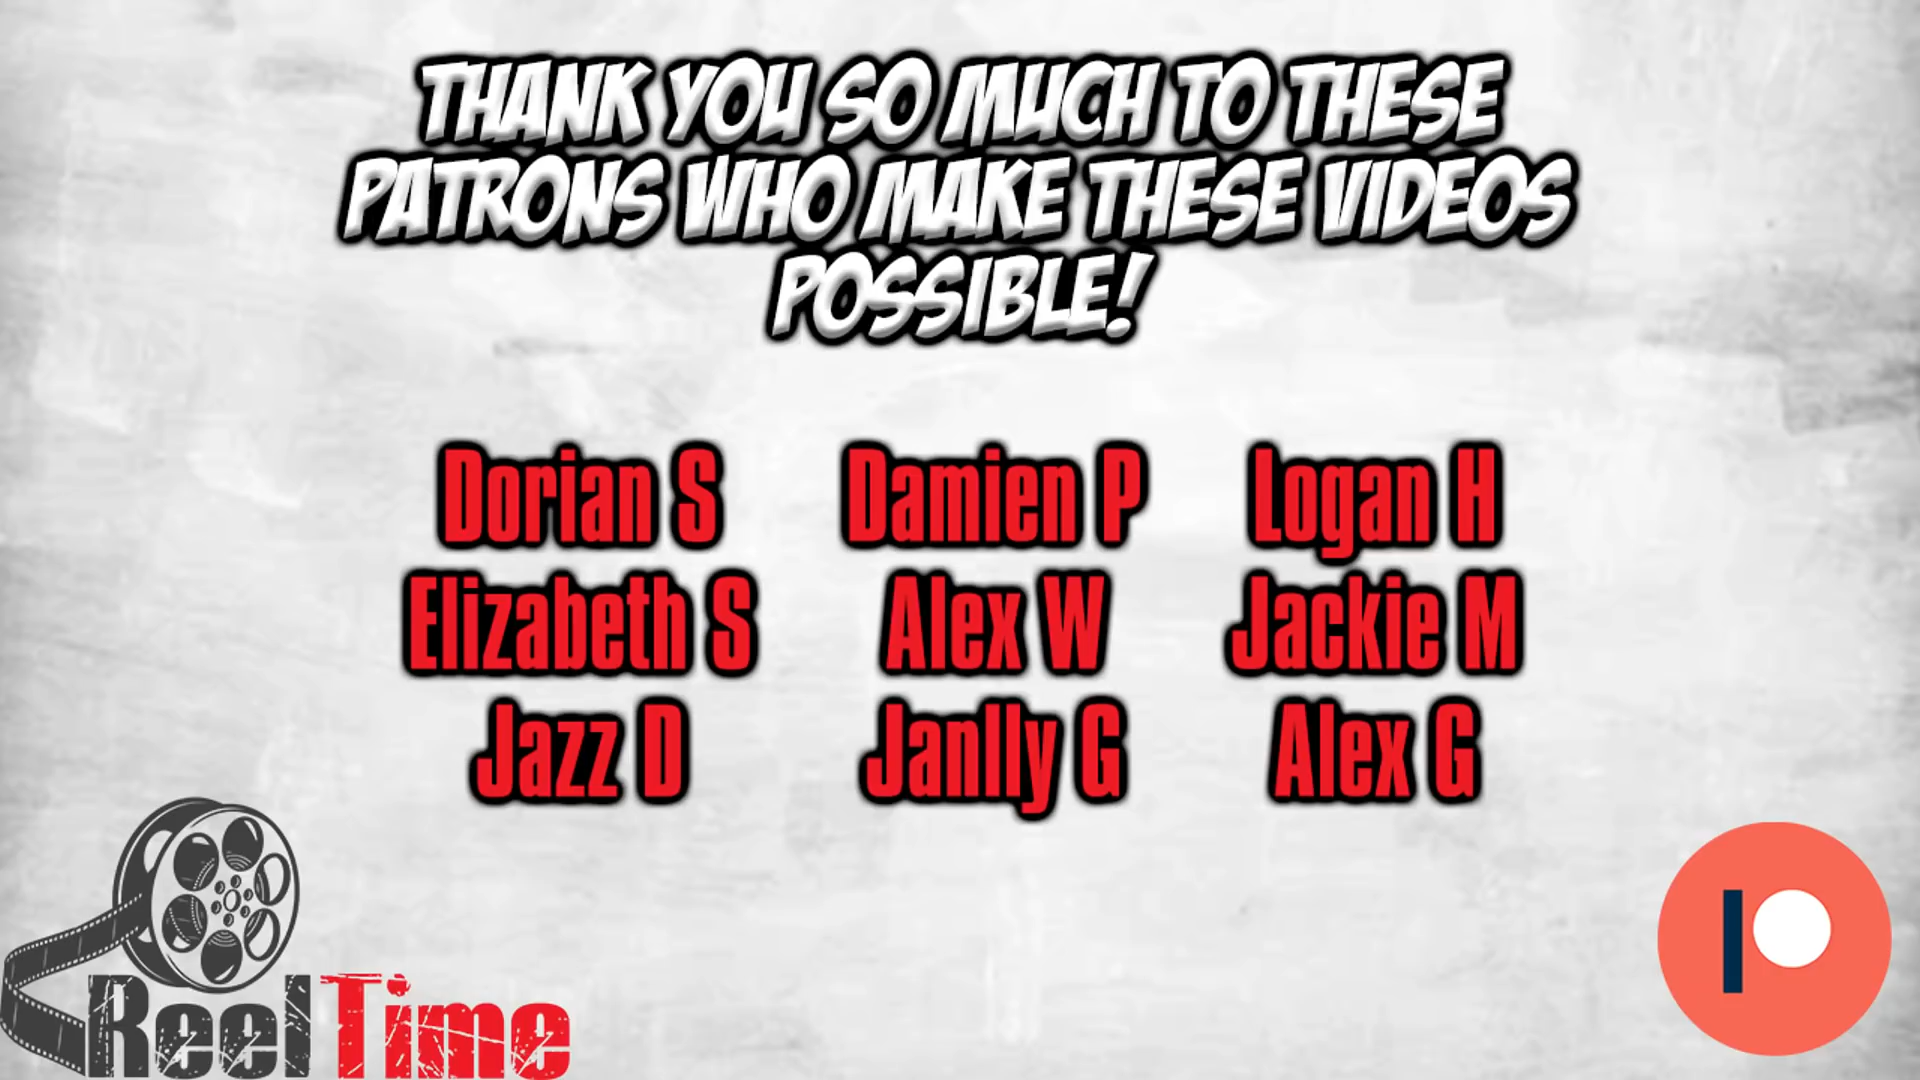 THANK YOU SO MUCH TO THESE
PATRONS WHO MAKE THESE VIDEOS
POSSIBLE!
Dorian S Damien P Logan H
Elizabeth S Alex W Jackie M
Jazz D Janlly G Alex G
ReelTime